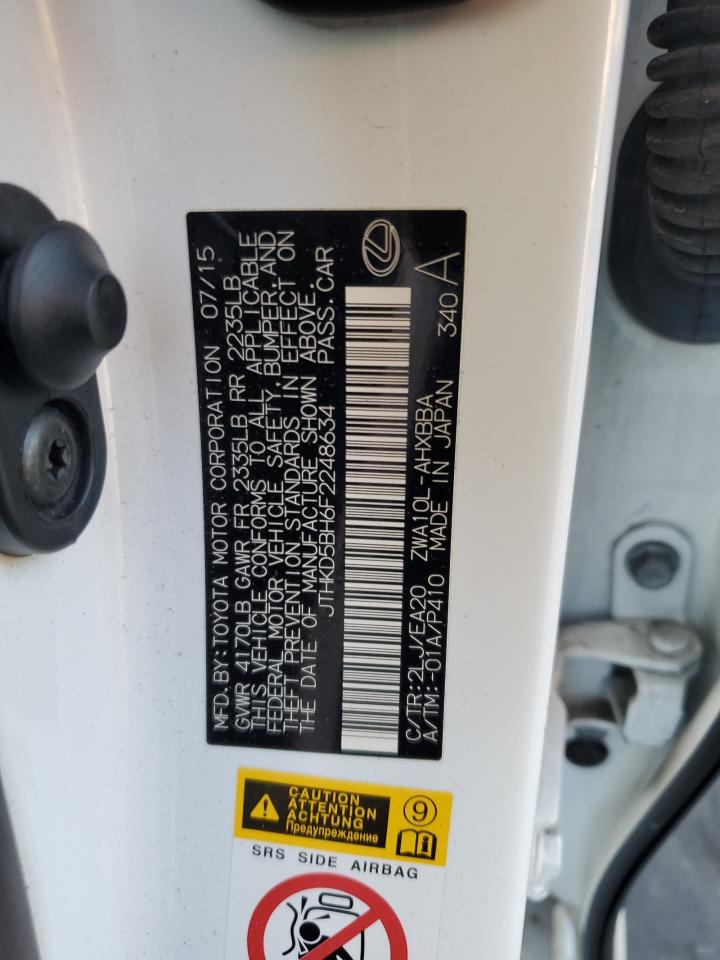 MFD.BY:TOYOTA MOTOR CORPORATION 07/15
GVWR 4170LB GAWR FR 2335LB RR 2235LB
THIS VEHICLE CONFORMS TO ALL APPLICABLE
FEDERAL MOTOR VEHICLE SAFETY,BUMPER,AND
THEFT PREVENTION STANDARDS IN EFFECT ON
THE DATE OF MANUFACTURE SHOWN ABOVE.
JTHKD5BH6F2248634 PASS.CAR
C/TR:2LJ/EA20 ZWA10L-AHXBBA 340 A
A/TM:-01A/P410 MADE IN JAPAN
CAUTION
ATTENTION
ACHTUNG
Предупреждение
9
SRS SIDE AIRBAG